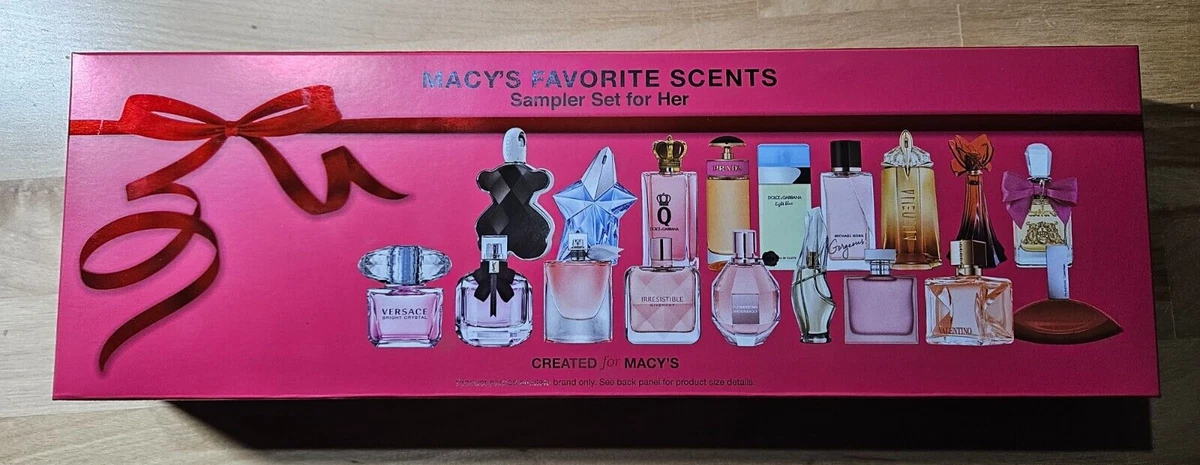 MACY'S FAVORITE SCENTS
Sampler Set for Her
Q
DOLCE&GABBANA
PRADA
DOLCE&GABBANA
light blue
MICHAEL KORS
Gorgeous
ALIEN
VERSACE
BRIGHT CRYSTAL
IRRESISTIBLE
GIVENCHY
VALENTINO
CREATED for MACY'S
brand only. See back panel for product size details.